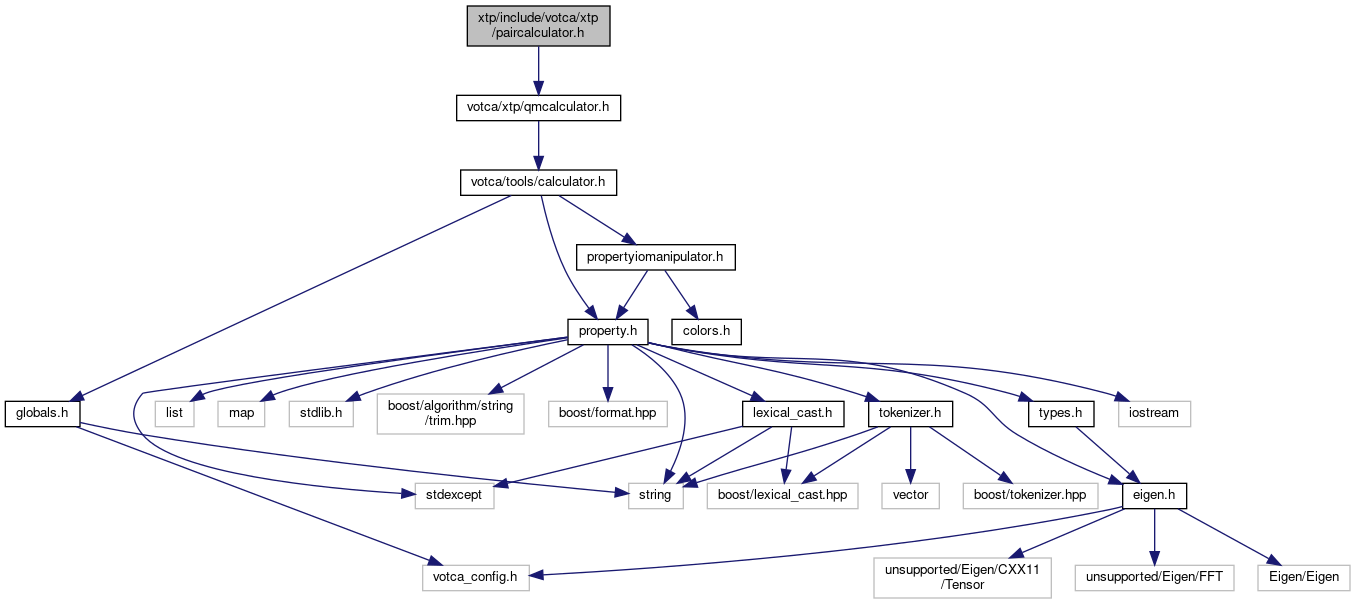 xtp/include/votca/xtp
/paircalculator.h
votca/xtp/qmcalculator.h
votca/tools/calculator.h
propertyiomanipulator.h
property.h
colors.h
globals.h
list
map
stdlib.h
boost/algorithm/string
/trim.hpp
boost/format.hpp
lexical_cast.h
tokenizer.h
types.h
iostream
stdexcept
string
boost/lexical_cast.hpp
vector
boost/tokenizer.hpp
eigen.h
votca_config.h
unsupported/Eigen/CXX11
/Tensor
unsupported/Eigen/FFT
Eigen/Eigen